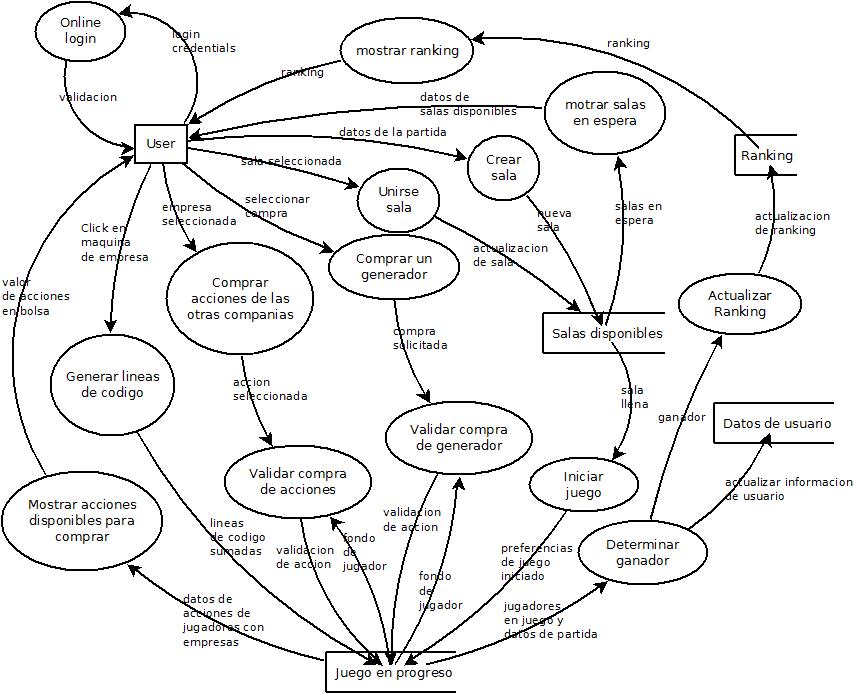 Online
login
login
credentials
validacion
mostrar ranking
ranking
ranking
datos de
salas disponibles
motrar salas
en espera
User
datos de la partida
Crear
sala
Ranking
sala seleccionada
Unirse
sala
nueva
sala
salas en
espera
actualizacion
de ranking
empresa
seleccionada
seleccionar
compra
Click en
maquina
de empresa
actualizacion
de sala
Comprar un
generador
Comprar
acciones de las
otras companias
valor
de acciones
en bolsa
Actualizar
Ranking
Salas disponibles
compra
solicitada
Generar lineas
de codigo
accion
seleccionada
sala
llena
ganador
Datos de usuario
Validar compra
de generador
Validar compra
de acciones
Iniciar
juego
actualizar informacion
de usuario
Mostrar acciones
disponibles para
comprar
lineas
de codigo
sumadas
validacion
de accion
fondo
de
jugador
validacion
de accion
preferencias
de juego
iniciado
Determinar
ganador
fondo
de
jugador
datos de
acciones de
jugadores con
empresas
jugadores
en juego y
datos de partida
Juego en progreso